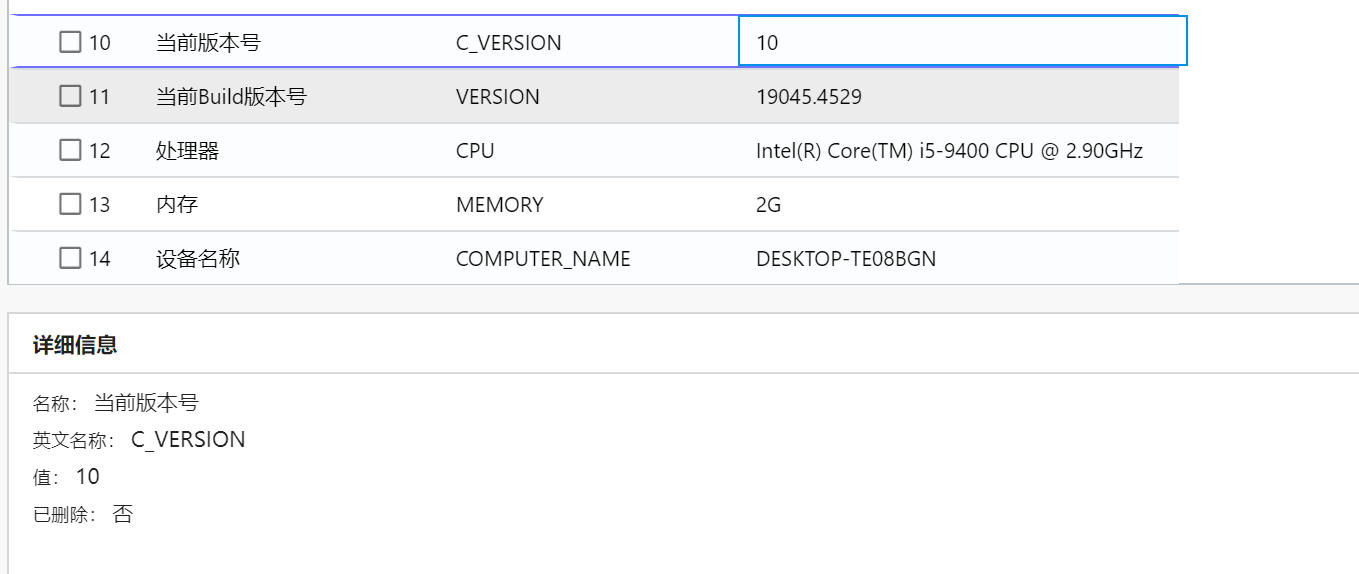 10 当前版本号 C_VERSION 10
11 当前Build版本号 VERSION 19045.4529
12 处理器 CPU Intel(R) Core(TM) i5-9400 CPU @ 2.90GHz
13 内存 MEMORY 2G
14 设备名称 COMPUTER_NAME DESKTOP-TE08BGN
详细信息
名称： 当前版本号
英文名称： C_VERSION
值： 10
已删除： 否